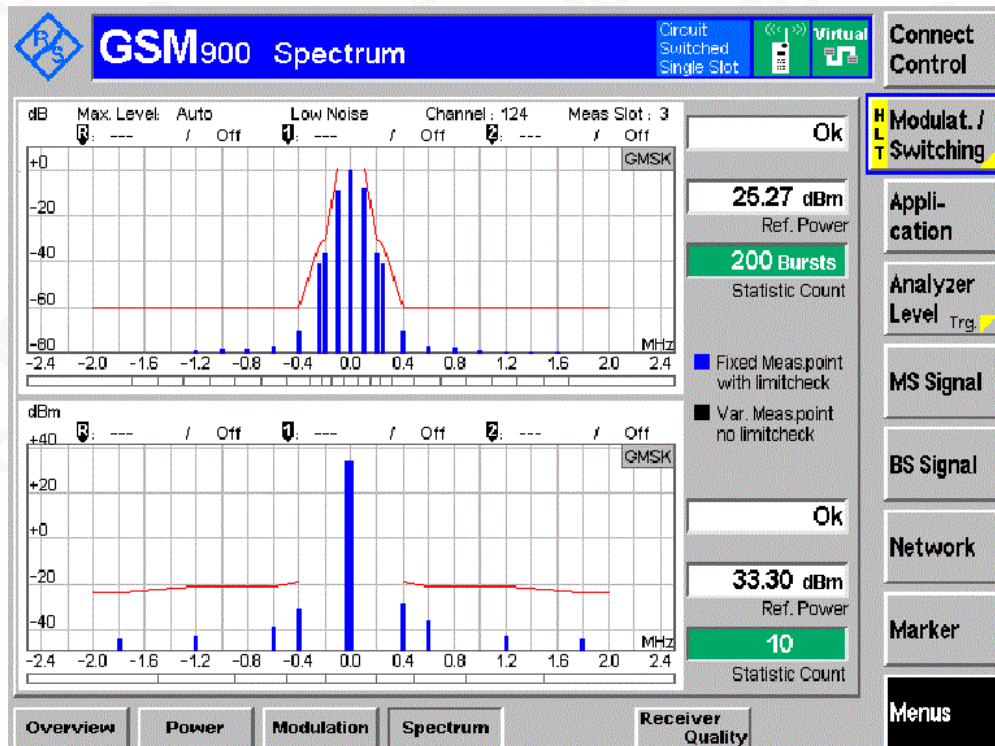 R&S
GSM900 Spectrum
Circuit
Switched
Single Slot
Virtual
Connect
Control
dB Max. Level: Auto Low Noise Channel : 124 Meas Slot : 3
R: --- / Off 1: --- / Off 2: --- / Off
GMSK
+0
-20
-40
-60
-80
MHz
-2.4 -2.0 -1.6 -1.2 -0.8 -0.4 0.0 0.4 0.8 1.2 1.6 2.0 2.4
Ok
25.27 dBm
Ref. Power
200 Bursts
Statistic Count
Fixed Meas.point
with limitcheck
Var. Meas.point
no limitcheck
dBm
R: --- / Off 1: --- / Off 2: --- / Off
GMSK
+40
+20
+0
-20
-40
MHz
-2.4 -2.0 -1.6 -1.2 -0.8 -0.4 0.0 0.4 0.8 1.2 1.6 2.0 2.4
Ok
33.30 dBm
Ref. Power
10
Statistic Count
HLT
Modulat. /
Switching
Appli-
cation
Analyzer
Level Trg.
MS Signal
BS Signal
Network
Marker
Menus
Overview Power Modulation Spectrum Receiver
Quality